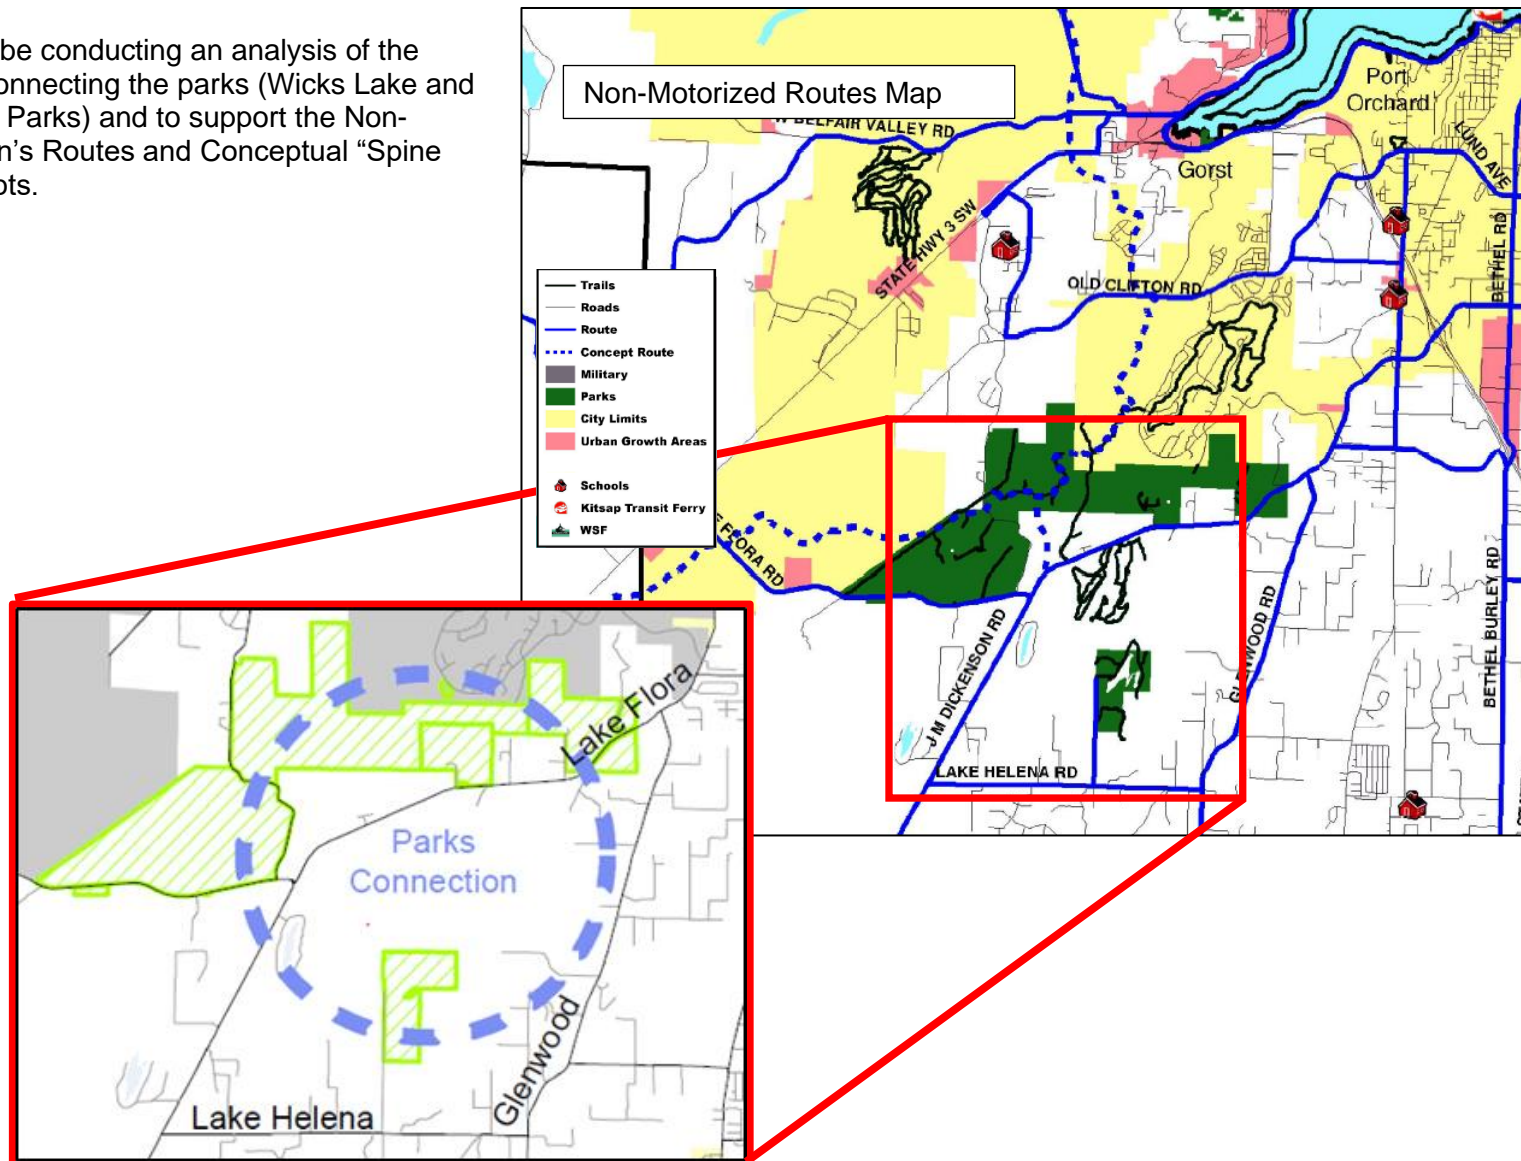 be conducting an analysis of the
onnecting the parks (Wicks Lake and
Parks) and to support the Non-
n's Routes and Conceptual “Spine
ots.
Non-Motorized Routes Map
BELFAIR VALLEY RD
Port
Orchard
Gorst
LUND AVE
BETHEL RD
STATE HWY 3 SW
OLD CLIFTON RD
Trails
Roads
Route
Concept Route
Military
Parks
City Limits
Urban Growth Areas
Schools
Kitsap Transit Ferry
WSF
FLORA RD
J M DICKENSON RD
GLENWOOD RD
BETHEL BURLEY RD
LAKE HELENA RD
Lake Flora
Parks
Connection
Glenwood
Lake Helena